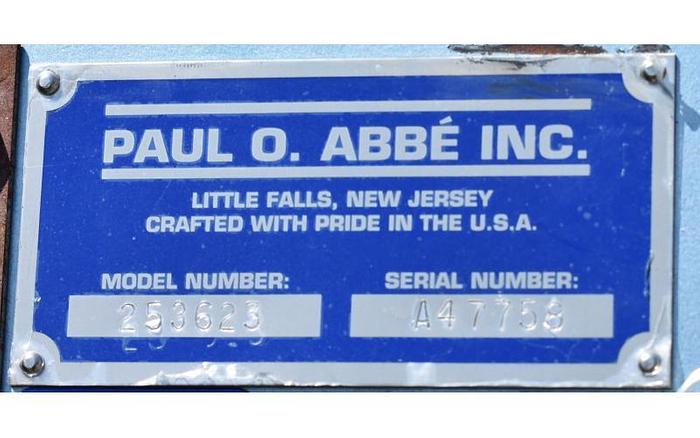 PAUL O. ABBÉ INC.
LITTLE FALLS, NEW JERSEY
CRAFTED WITH PRIDE IN THE U.S.A.
MODEL NUMBER: SERIAL NUMBER:
253623 A47758